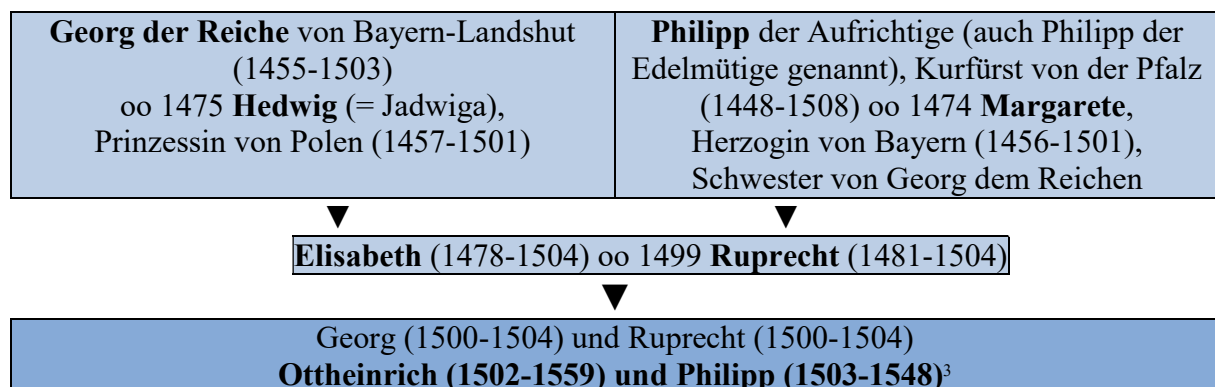 Georg der Reiche von Bayern-Landshut
(1455-1503)
oo 1475 Hedwig (= Jadwiga),
Prinzessin von Polen (1457-1501)
Philipp der Aufrichtige (auch Philipp der
Edelmütige genannt), Kurfürst von der Pfalz
(1448-1508) oo 1474 Margarete,
Herzogin von Bayern (1456-1501),
Schwester von Georg dem Reichen
Elisabeth (1478-1504) oo 1499 Ruprecht (1481-1504)
Georg (1500-1504) und Ruprecht (1500-1504)
Ottheinrich (1502-1559) und Philipp (1503-1548)³